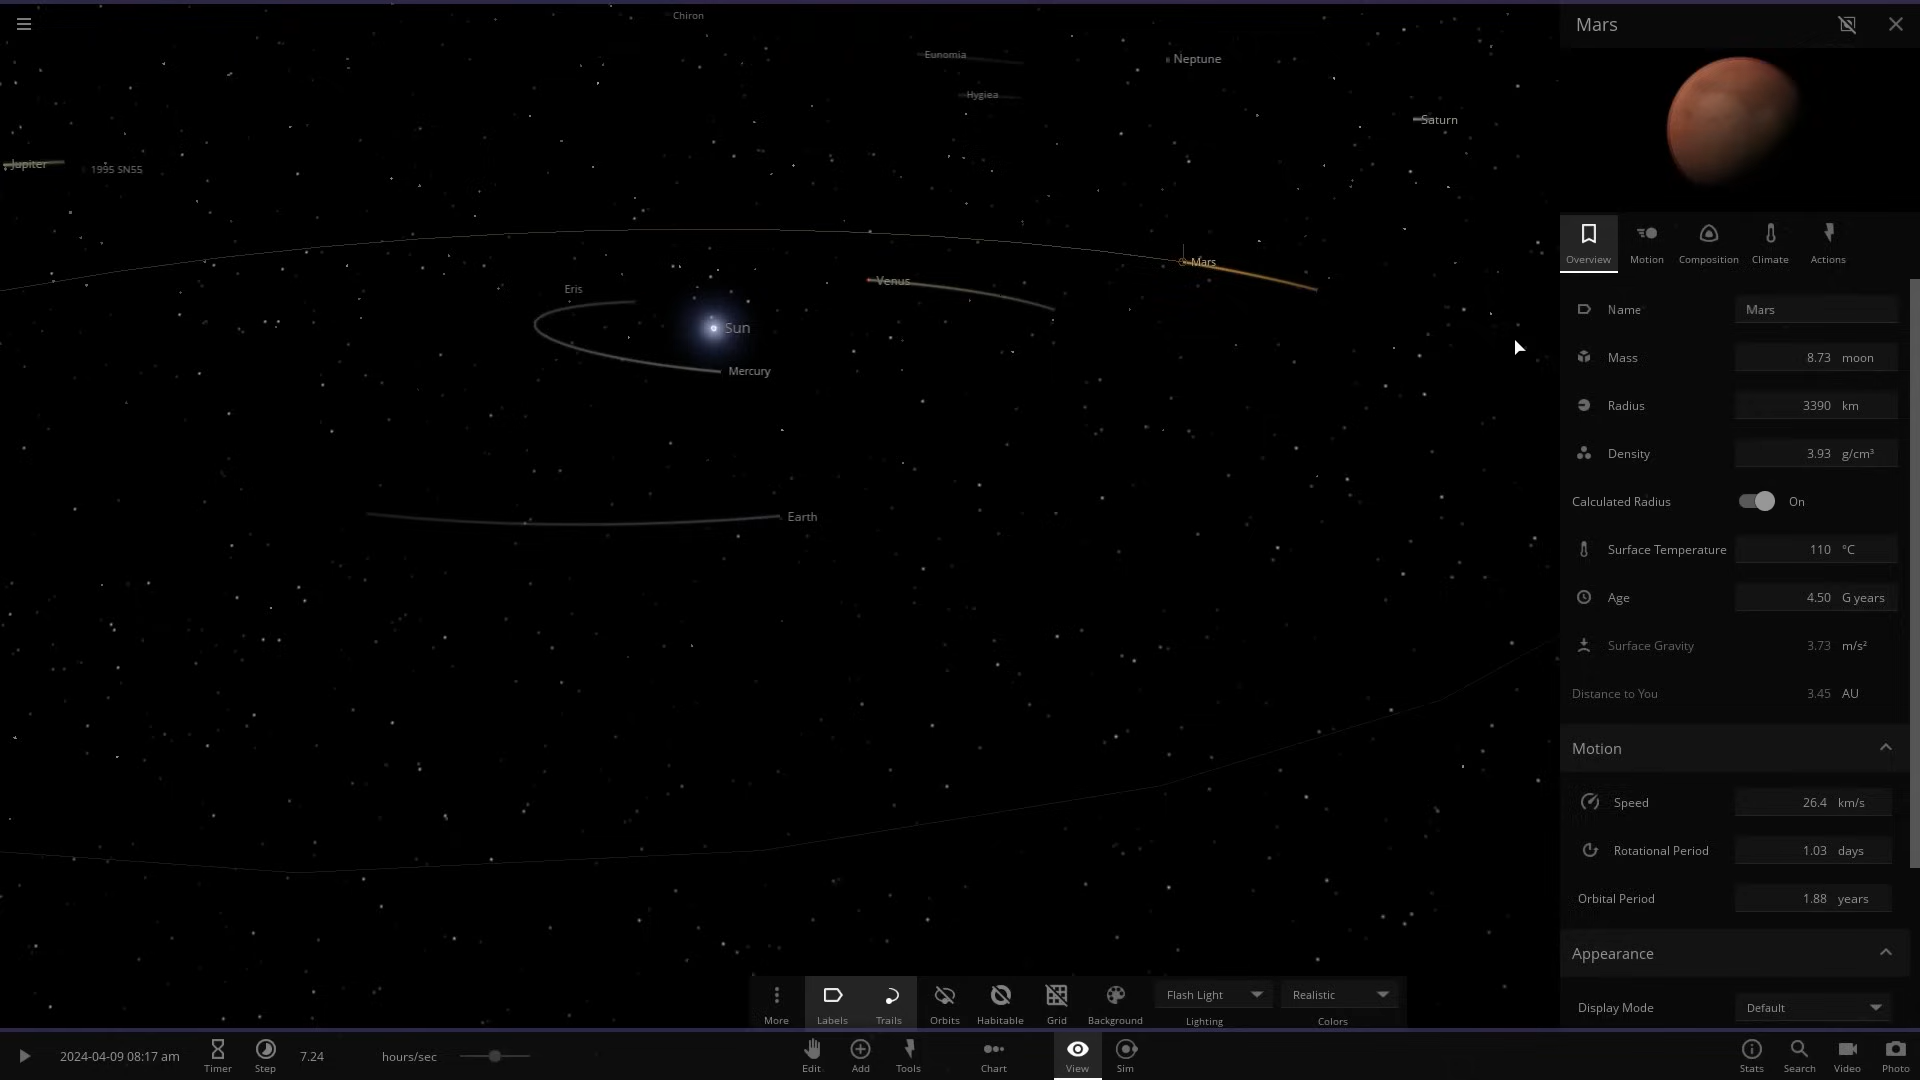 Chiron
Eunomia
Neptune
Hygiea
Saturn
Jupiter
1995 SN55
Mars
Venus
Eris
Sun
Mercury
Earth
Mars
Overview
Motion
Composition
Climate
Actions
Name Mars
Mass 8.73 moon
Radius 3390 km
Density 3.93 g/cm³
Calculated Radius On
Surface Temperature 110 °C
Age 4.50 G years
Surface Gravity 3.73 m/s²
Distance to You 3.45 AU
Motion
Speed 26.4 km/s
Rotational Period 1.03 days
Orbital Period 1.88 years
Appearance
Display Mode Default
More
Labels
Trails
Orbits
Habitable
Grid
Background
Flash Light
Lighting
Realistic
Colors
2024-04-09 08:17 am
Timer
Step
7.24 hours/sec
Edit
Add
Tools
Chart
View
Sim
Stats
Search
Video
Photo